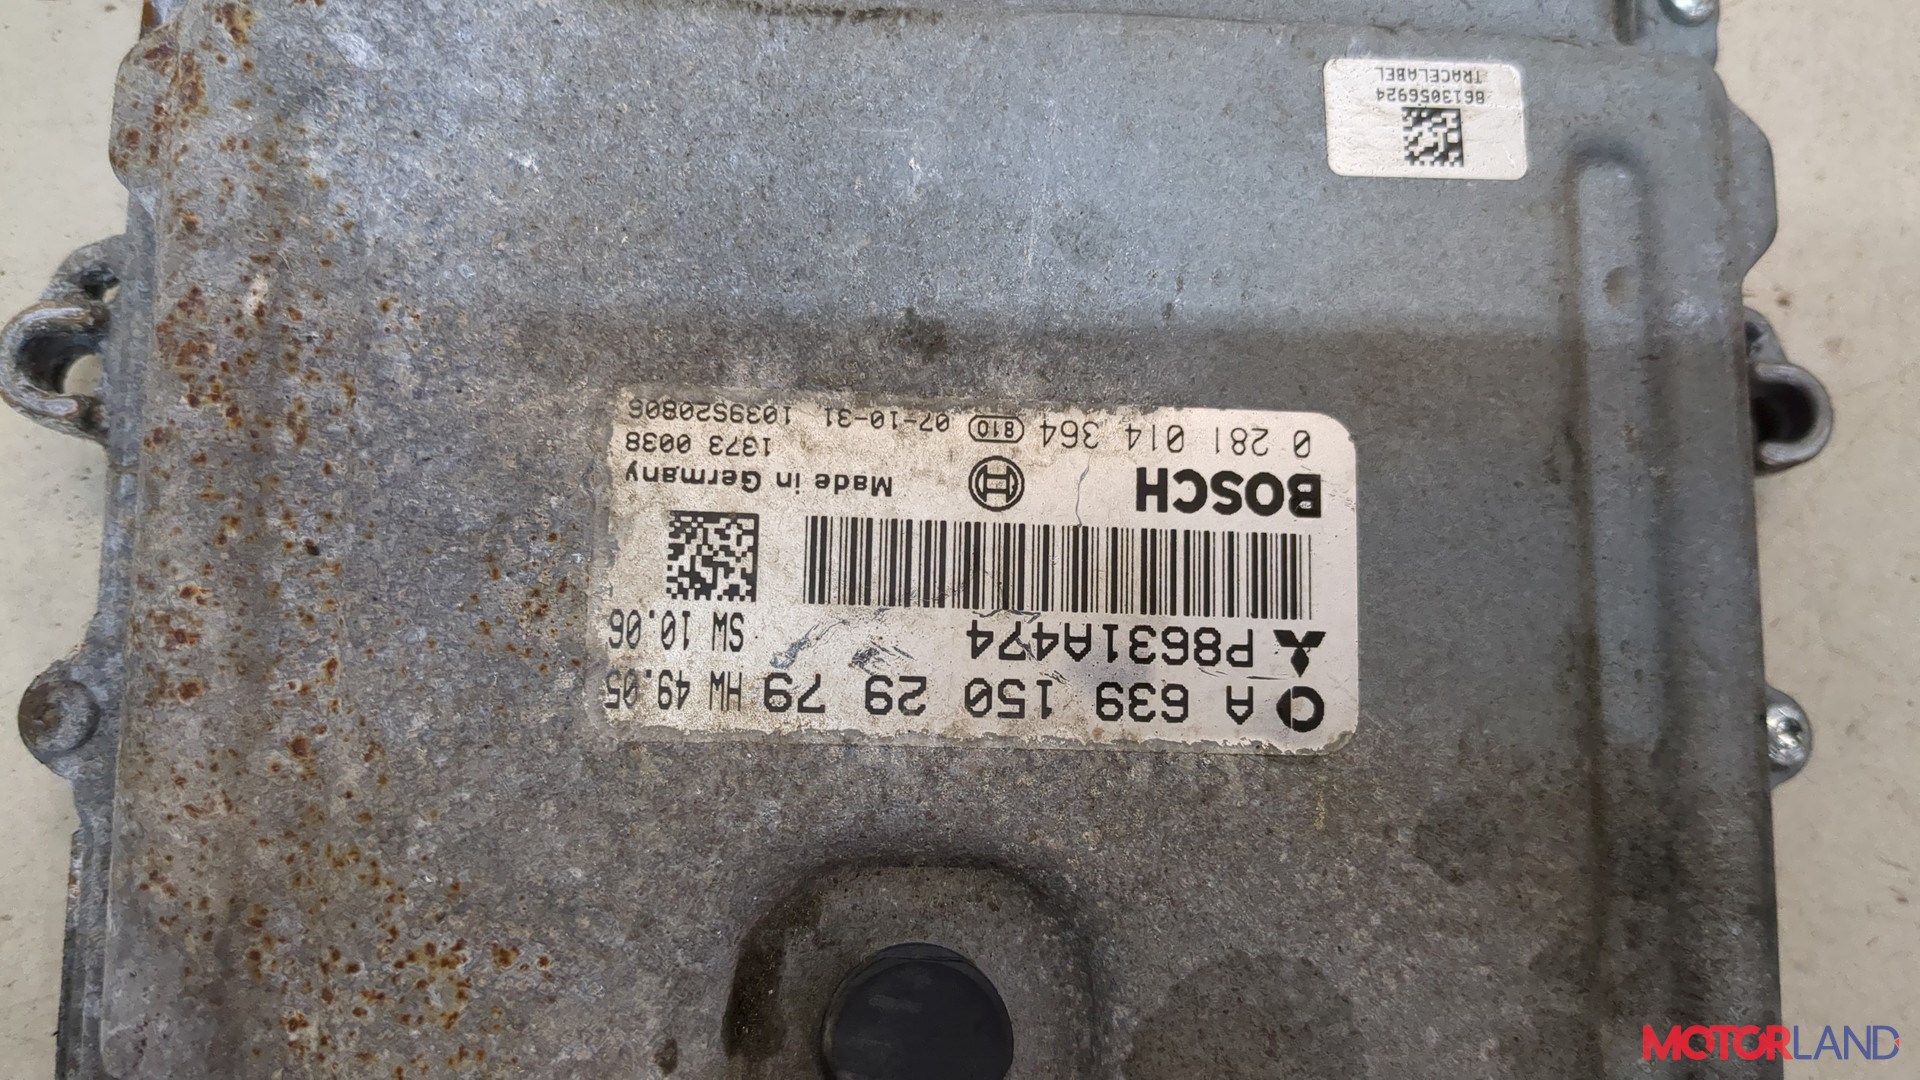 A 639 150 29 79 HW 49.05
P8631A474 SW 10.06
BOSCH Made in Germany
1373 0038
0 281 014 364 810 07-10-31 1039S20806
8613056924
TRACELABEL
MOTORLAND